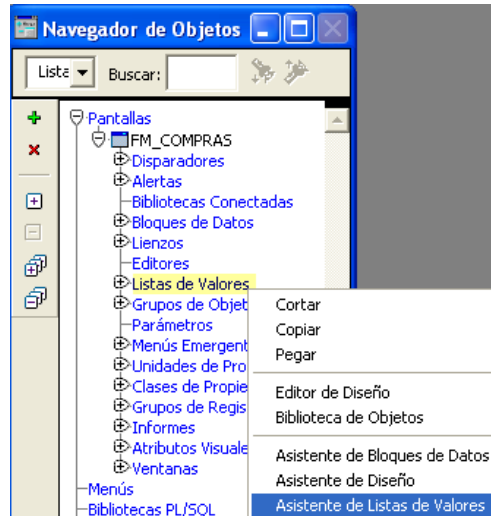 Navegador de Objetos
Lista
Buscar:
Pantallas
FM_COMPRAS
Disparadores
Alertas
Bibliotecas Conectadas
Bloques de Datos
Lienzos
Editores
Listas de Valores
Grupos de Objet
Parámetros
Menús Emergent
Unidades de Pro
Clases de Propie
Grupos de Regis
Informes
Atributos Visuale
Ventanas
Menús
Bibliotecas PL/SQL
Cortar
Copiar
Pegar
Editor de Diseño
Biblioteca de Objetos
Asistente de Bloques de Datos
Asistente de Diseño
Asistente de Listas de Valores